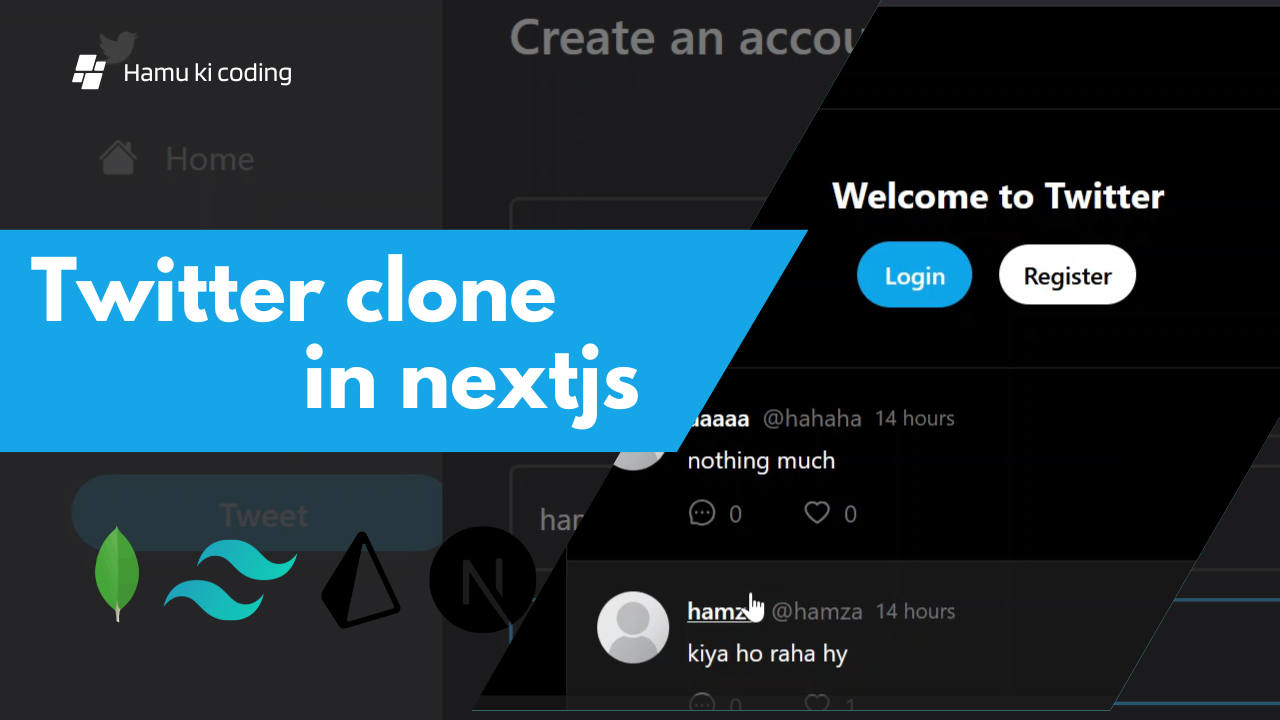 Hamu ki coding
Create an accou
Home
Welcome to Twitter
Login
Register
Twitter clone
in nextjs
aaaa @hahaha 14 hours
nothing much
0 0
Tweet
ham
hamz @hamza 14 hours
kiya ho raha hy
0 1